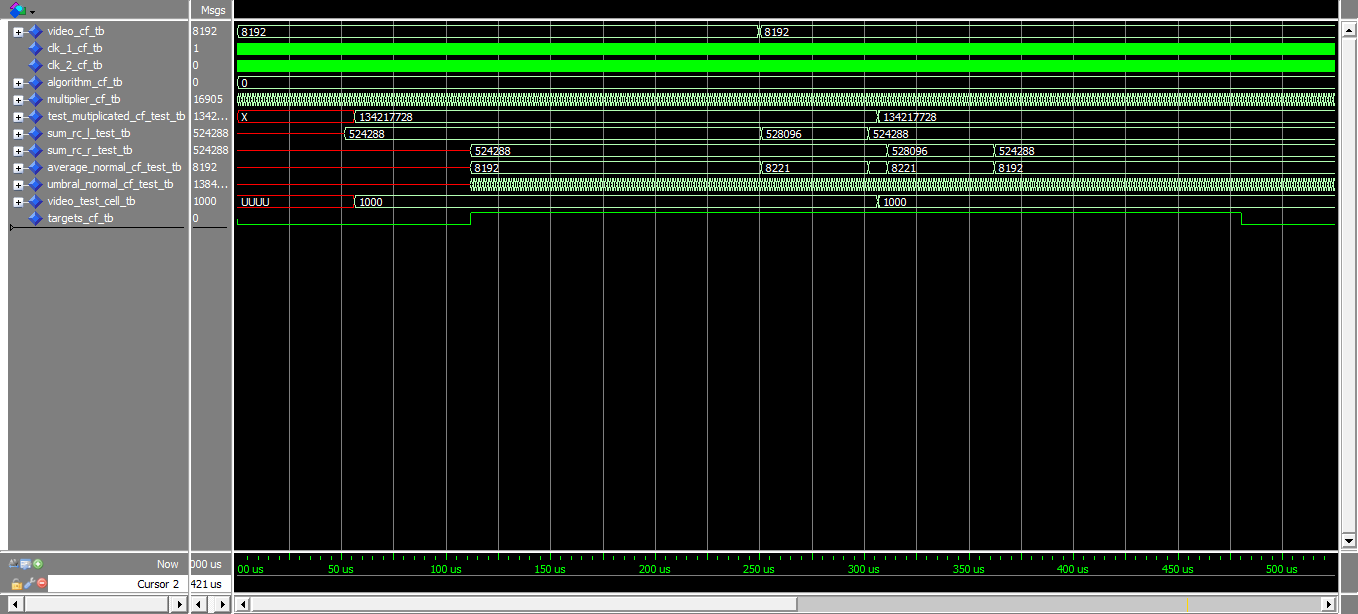 Msgs
video_cf_tb 8192 8192 8192
clk_1_cf_tb 1
clk_2_cf_tb 0
algorithm_cf_tb 0 0
multiplier_cf_tb 16905
test_mutiplicated_cf_test_tb 1342... X 134217728 134217728
sum_rc_l_test_tb 524288 524288 528096 524288
sum_rc_r_test_tb 524288 524288 528096 524288
average_normal_cf_test_tb 8192 8192 8221 8221 8192
umbral_normal_cf_test_tb 1384...
video_test_cell_tb 1000 UUUU 1000 1000
targets_cf_tb 0
Now 000 us 00 us 50 us 100 us 150 us 200 us 250 us 300 us 350 us 400 us 450 us 500 us
Cursor 2 421 us